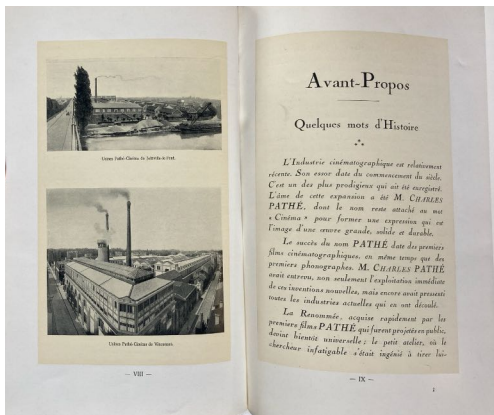 Usines Pathé-Cinéma de Joinville-le-Pont.
Usines Pathé-Cinéma de Vincennes.
— VIII —
Avant-Propos
Quelques mots d'Histoire
L'Industrie cinématographique est relativement
récente. Son essor date du commencement du siècle.
C'est un des plus prodigieux qui ait été enregistré.
L'âme de cette expansion a été M. CHARLES
PATHÉ, dont le nom reste attaché au mot
« Cinéma » pour former une expression qui est
l'image d'une œuvre grande, solide et durable.
Le succès du nom PATHÉ date des premiers
films cinématographiques, en même temps que des
premiers phonographes. M. CHARLES PATHÉ
avait entrevu, non seulement l'exploitation immédiate
de ces inventions nouvelles, mais encore avait pressenti
toutes les industries actuelles qui en ont découlé.
La Renommée, acquise rapidement par les
premiers films PATHÉ qui furent projetés en public,
devint bientôt universelle ; le petit atelier, où le
chercheur infatigable s'était ingénié à tirer lui-
— IX —